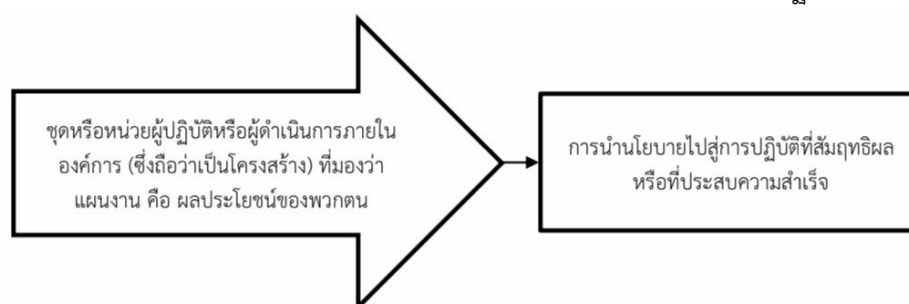 ชุดหรือหน่วยผู้ปฏิบัติหรือผู้ดำเนินการภายใน
องค์การ (ซึ่งถือว่าเป็นโครงสร้าง) ที่มองว่า
แผนงาน คือ ผลประโยชน์ของพวกตน
การนำนโยบายไปสู่การปฏิบัติที่สัมฤทธิผล
หรือที่ประสบความสำเร็จ